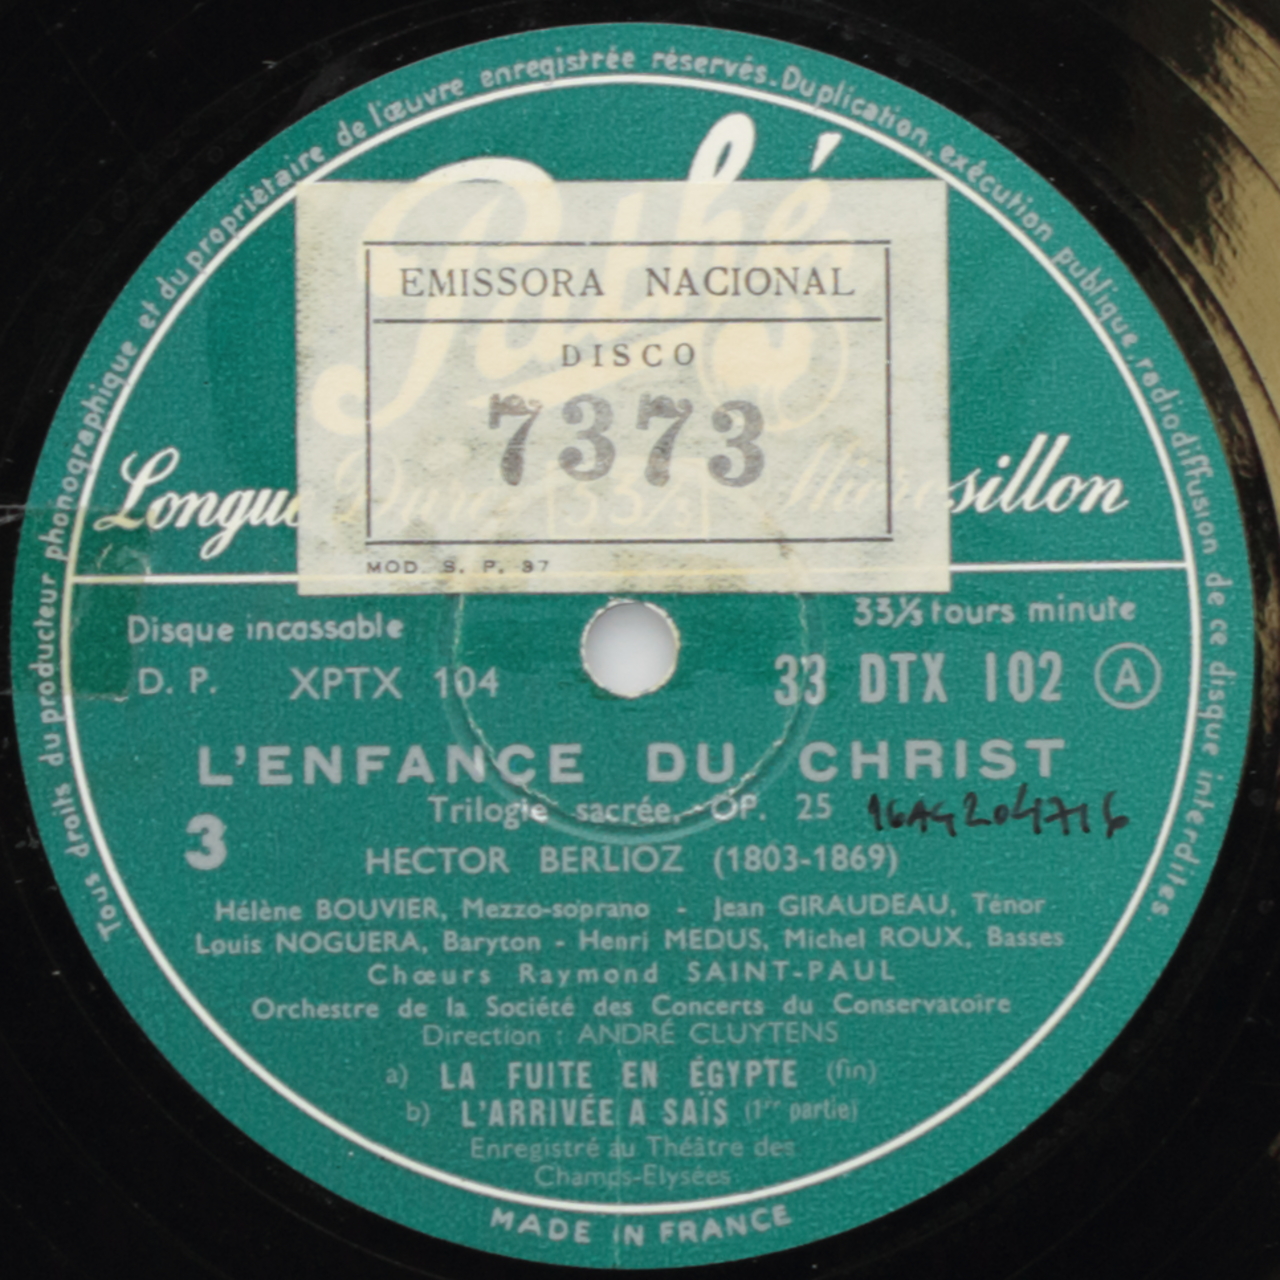 Tous droits du producteur phonographique et du propriétaire de l'œuvre enregistrée réservés. Duplication, exécution publique, radiodiffusion de ce disque interdites.
Pathé
EMISSORA NACIONAL
DISCO
7373
Longue Durée 33⅓ Microsillon
MOD. S. P. 37
Disque incassable
33⅓ tours minute
D. P. XPTX 104
33 DTX 102 A
L'ENFANCE DU CHRIST
Trilogie sacrée, - OP. 25
3
HECTOR BERLIOZ (1803-1869)
Hélène BOUVIER, Mezzo-soprano - Jean GIRAUDEAU, Ténor
Louis NOGUERA, Baryton - Henri MEDUS, Michel ROUX, Basses
Chœurs Raymond SAINT-PAUL
Orchestre de la Société des Concerts du Conservatoire
Direction : ANDRÉ CLUYTENS
a) LA FUITE EN ÉGYPTE (fin)
b) L'ARRIVÉE A SAÏS (1re partie)
Enregistré au Théâtre des
Champs-Elysées
MADE IN FRANCE